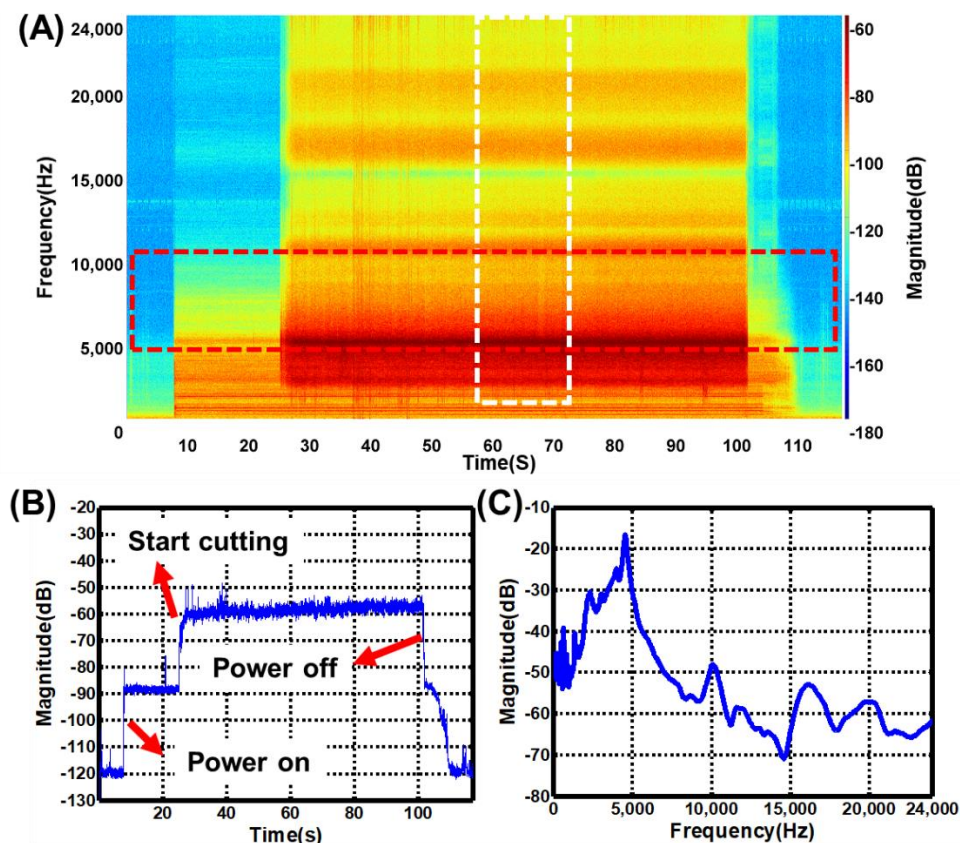 (A)
24,000
20,000
15,000
10,000
5,000
0
Frequency(Hz)
10 20 30 40 50 60 70 80 90 100 110
Time(S)
-60
-80
-100
-120
-140
-160
-180
Magnitude(dB)
(B)
-20
-30
-40
-50
-60
-70
-80
-90
-100
-110
-120
-130
Magnitude(dB)
Start cutting
Power off
Power on
20 40 60 80 100
Time(s)
(C)
-10
-20
-30
-40
-50
-60
-70
-80
Magnitude(dB)
0 5,000 10,000 15,000 20,000 24,000
Frequency(Hz)